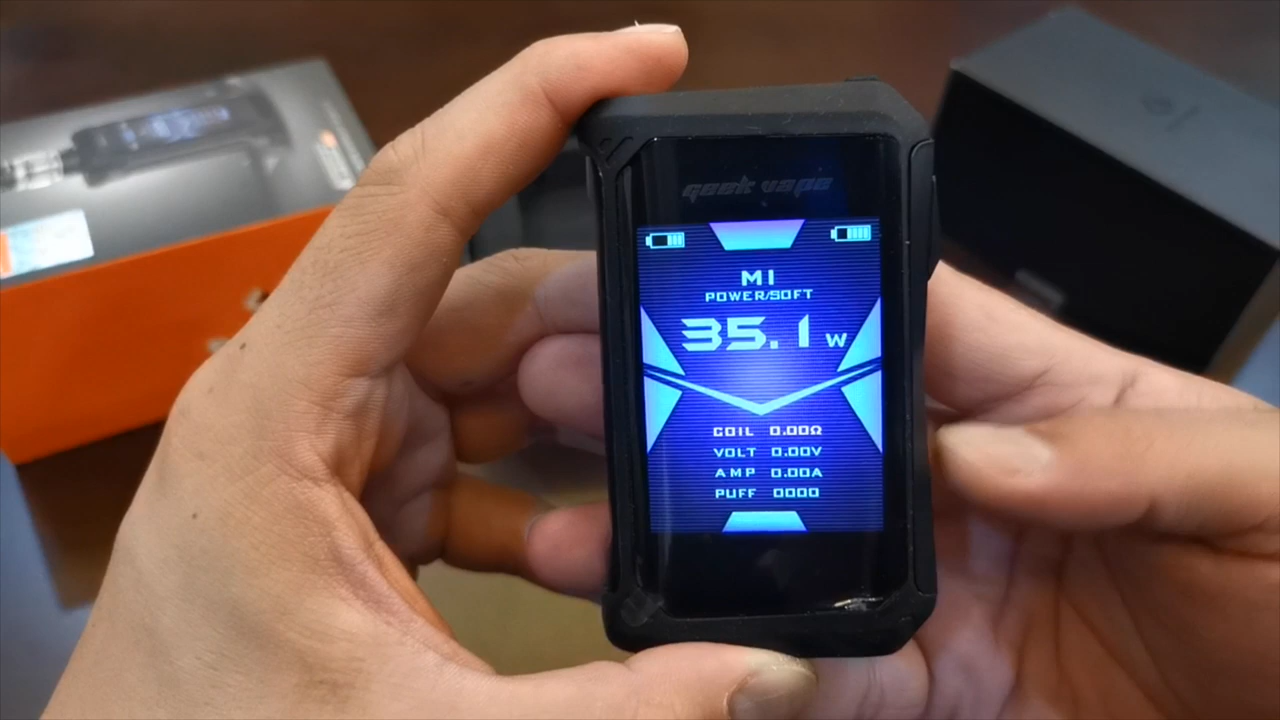 geek vape
M1
POWER/SOFT
35.1 W
COIL 0.00Ω
VOLT 0.00V
AMP 0.00A
PUFF 0000